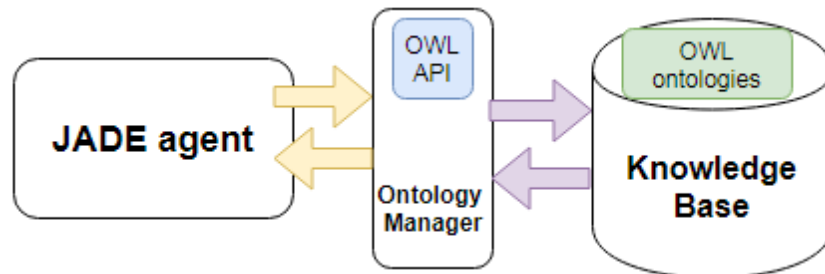 JADE agent
OWL
API
Ontology
Manager
OWL
ontologies
Knowledge
Base